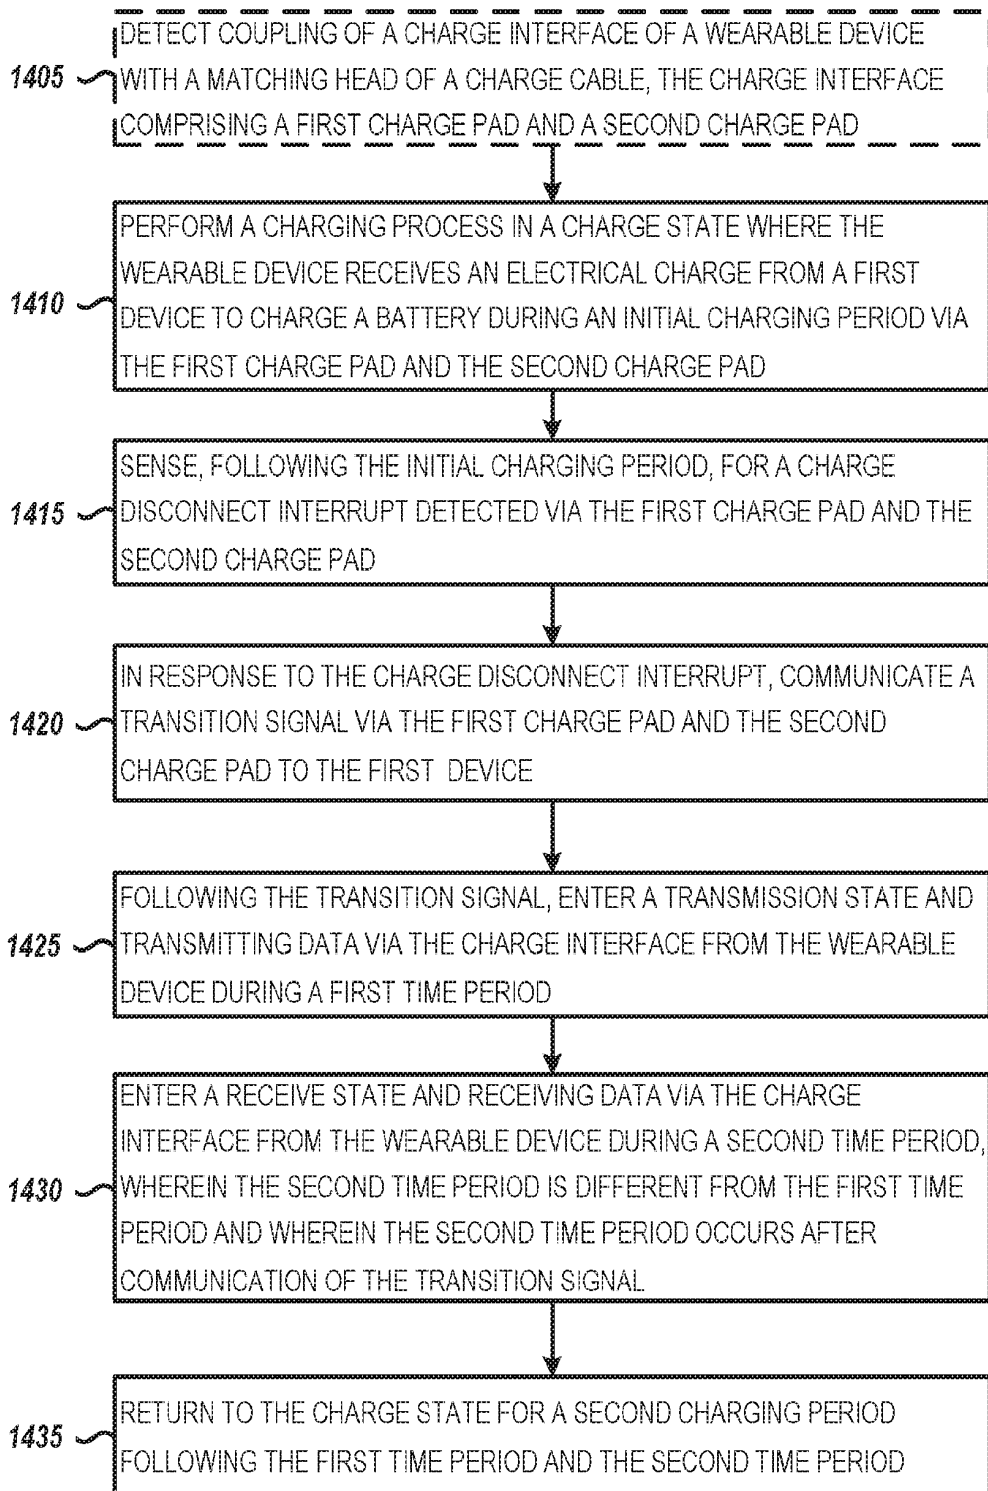 1405
DETECT COUPLING OF A CHARGE INTERFACE OF A WEARABLE DEVICE
WITH A MATCHING HEAD OF A CHARGE CABLE, THE CHARGE INTERFACE
COMPRISING A FIRST CHARGE PAD AND A SECOND CHARGE PAD
1410
PERFORM A CHARGING PROCESS IN A CHARGE STATE WHERE THE
WEARABLE DEVICE RECEIVES AN ELECTRICAL CHARGE FROM A FIRST
DEVICE TO CHARGE A BATTERY DURING AN INITIAL CHARGING PERIOD VIA
THE FIRST CHARGE PAD AND THE SECOND CHARGE PAD
1415
SENSE, FOLLOWING THE INITIAL CHARGING PERIOD, FOR A CHARGE
DISCONNECT INTERRUPT DETECTED VIA THE FIRST CHARGE PAD AND THE
SECOND CHARGE PAD
1420
IN RESPONSE TO THE CHARGE DISCONNECT INTERRUPT, COMMUNICATE A
TRANSITION SIGNAL VIA THE FIRST CHARGE PAD AND THE SECOND
CHARGE PAD TO THE FIRST DEVICE
1425
FOLLOWING THE TRANSITION SIGNAL, ENTER A TRANSMISSION STATE AND
TRANSMITTING DATA VIA THE CHARGE INTERFACE FROM THE WEARABLE
DEVICE DURING A FIRST TIME PERIOD
1430
ENTER A RECEIVE STATE AND RECEIVING DATA VIA THE CHARGE
INTERFACE FROM THE WEARABLE DEVICE DURING A SECOND TIME PERIOD,
WHEREIN THE SECOND TIME PERIOD IS DIFFERENT FROM THE FIRST TIME
PERIOD AND WHEREIN THE SECOND TIME PERIOD OCCURS AFTER
COMMUNICATION OF THE TRANSITION SIGNAL
1435
RETURN TO THE CHARGE STATE FOR A SECOND CHARGING PERIOD
FOLLOWING THE FIRST TIME PERIOD AND THE SECOND TIME PERIOD